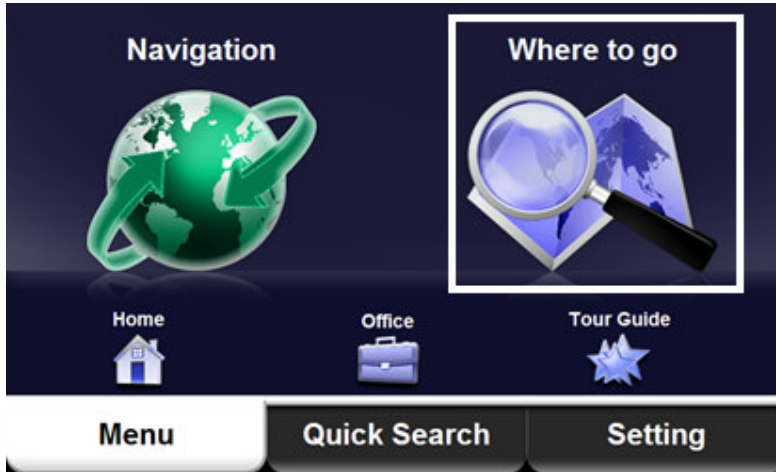 Navigation
Where to go
Home
Office
Tour Guide
Menu
Quick Search
Setting